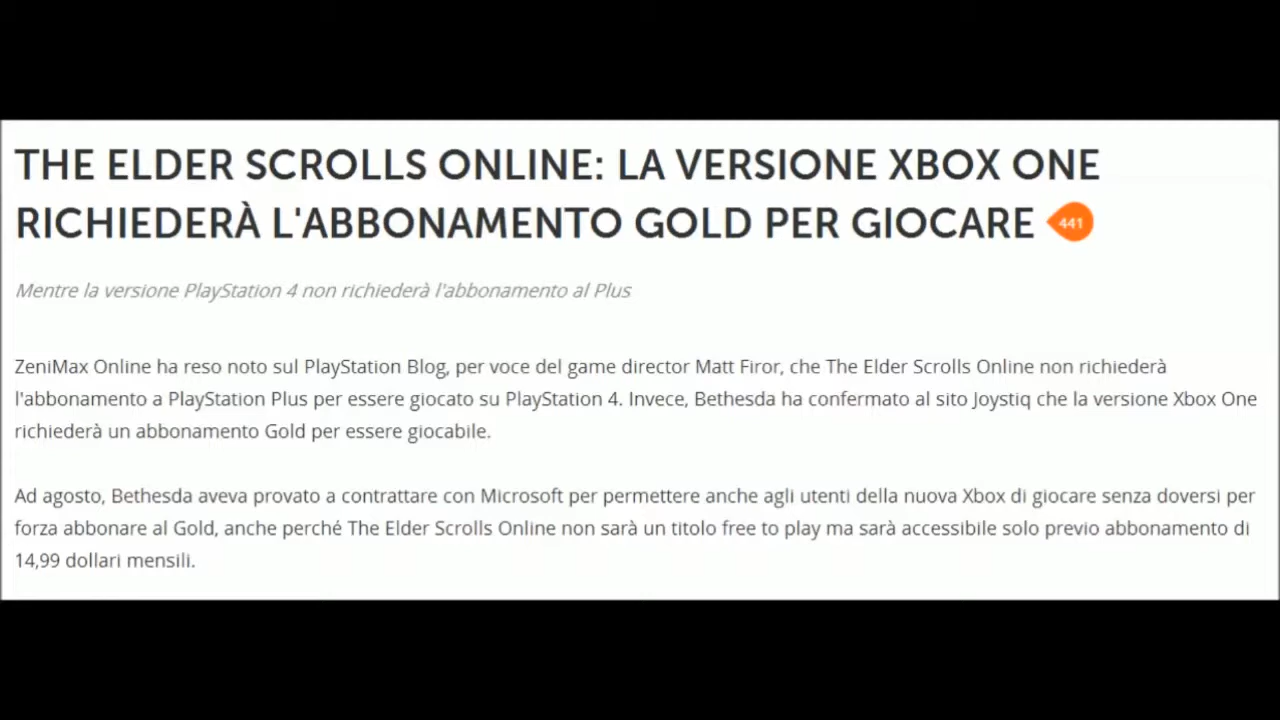 THE ELDER SCROLLS ONLINE: LA VERSIONE XBOX ONE
RICHIEDERÀ L'ABBONAMENTO GOLD PER GIOCARE 441
Mentre la versione PlayStation 4 non richiederà l'abbonamento al Plus
ZeniMax Online ha reso noto sul PlayStation Blog, per voce del game director Matt Firor, che The Elder Scrolls Online non richiederà
l'abbonamento a PlayStation Plus per essere giocato su PlayStation 4. Invece, Bethesda ha confermato al sito Joystiq che la versione Xbox One
richiederà un abbonamento Gold per essere giocabile.
Ad agosto, Bethesda aveva provato a contrattare con Microsoft per permettere anche agli utenti della nuova Xbox di giocare senza doversi per
forza abbonare al Gold, anche perché The Elder Scrolls Online non sarà un titolo free to play ma sarà accessibile solo previo abbonamento di
14,99 dollari mensili.